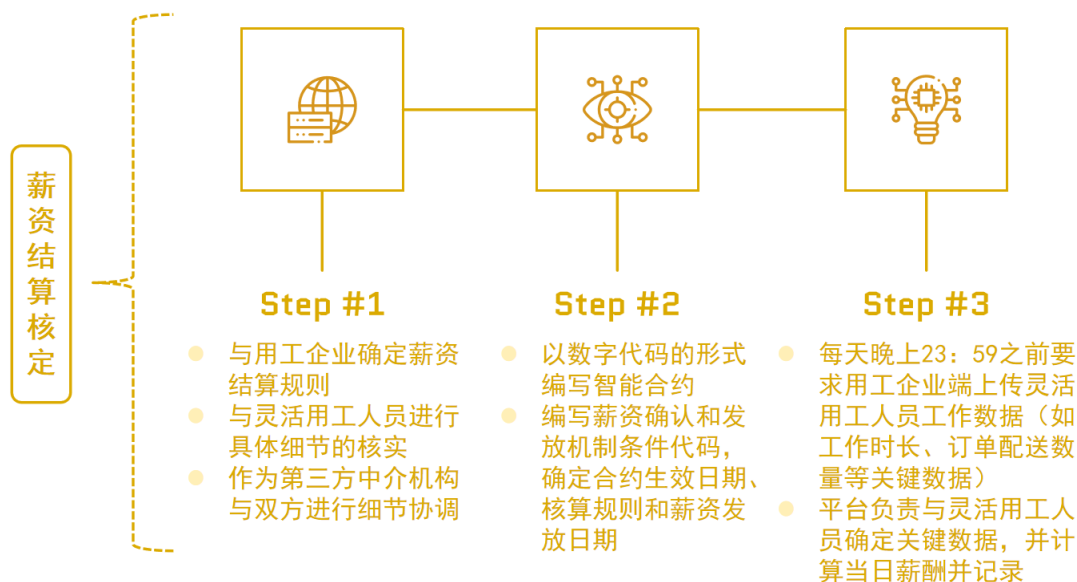 薪资结算核定
Step #1
与用工企业确定薪资
结算规则
与灵活用工人员进行
具体细节的核实
作为第三方中介机构
与双方进行细节协调
Step #2
以数字代码的形式
编写智能合约
编写薪资确认和发
放机制条件代码，
确定合约生效日期、
核算规则和薪资发
放日期
Step #3
每天晚上23：59之前要
求用工企业端上传灵活
用工人员工作数据（如
工作时长、订单配送数
量等关键数据）
平台负责与灵活用工人
员确定关键数据，并计
算当日薪酬并记录